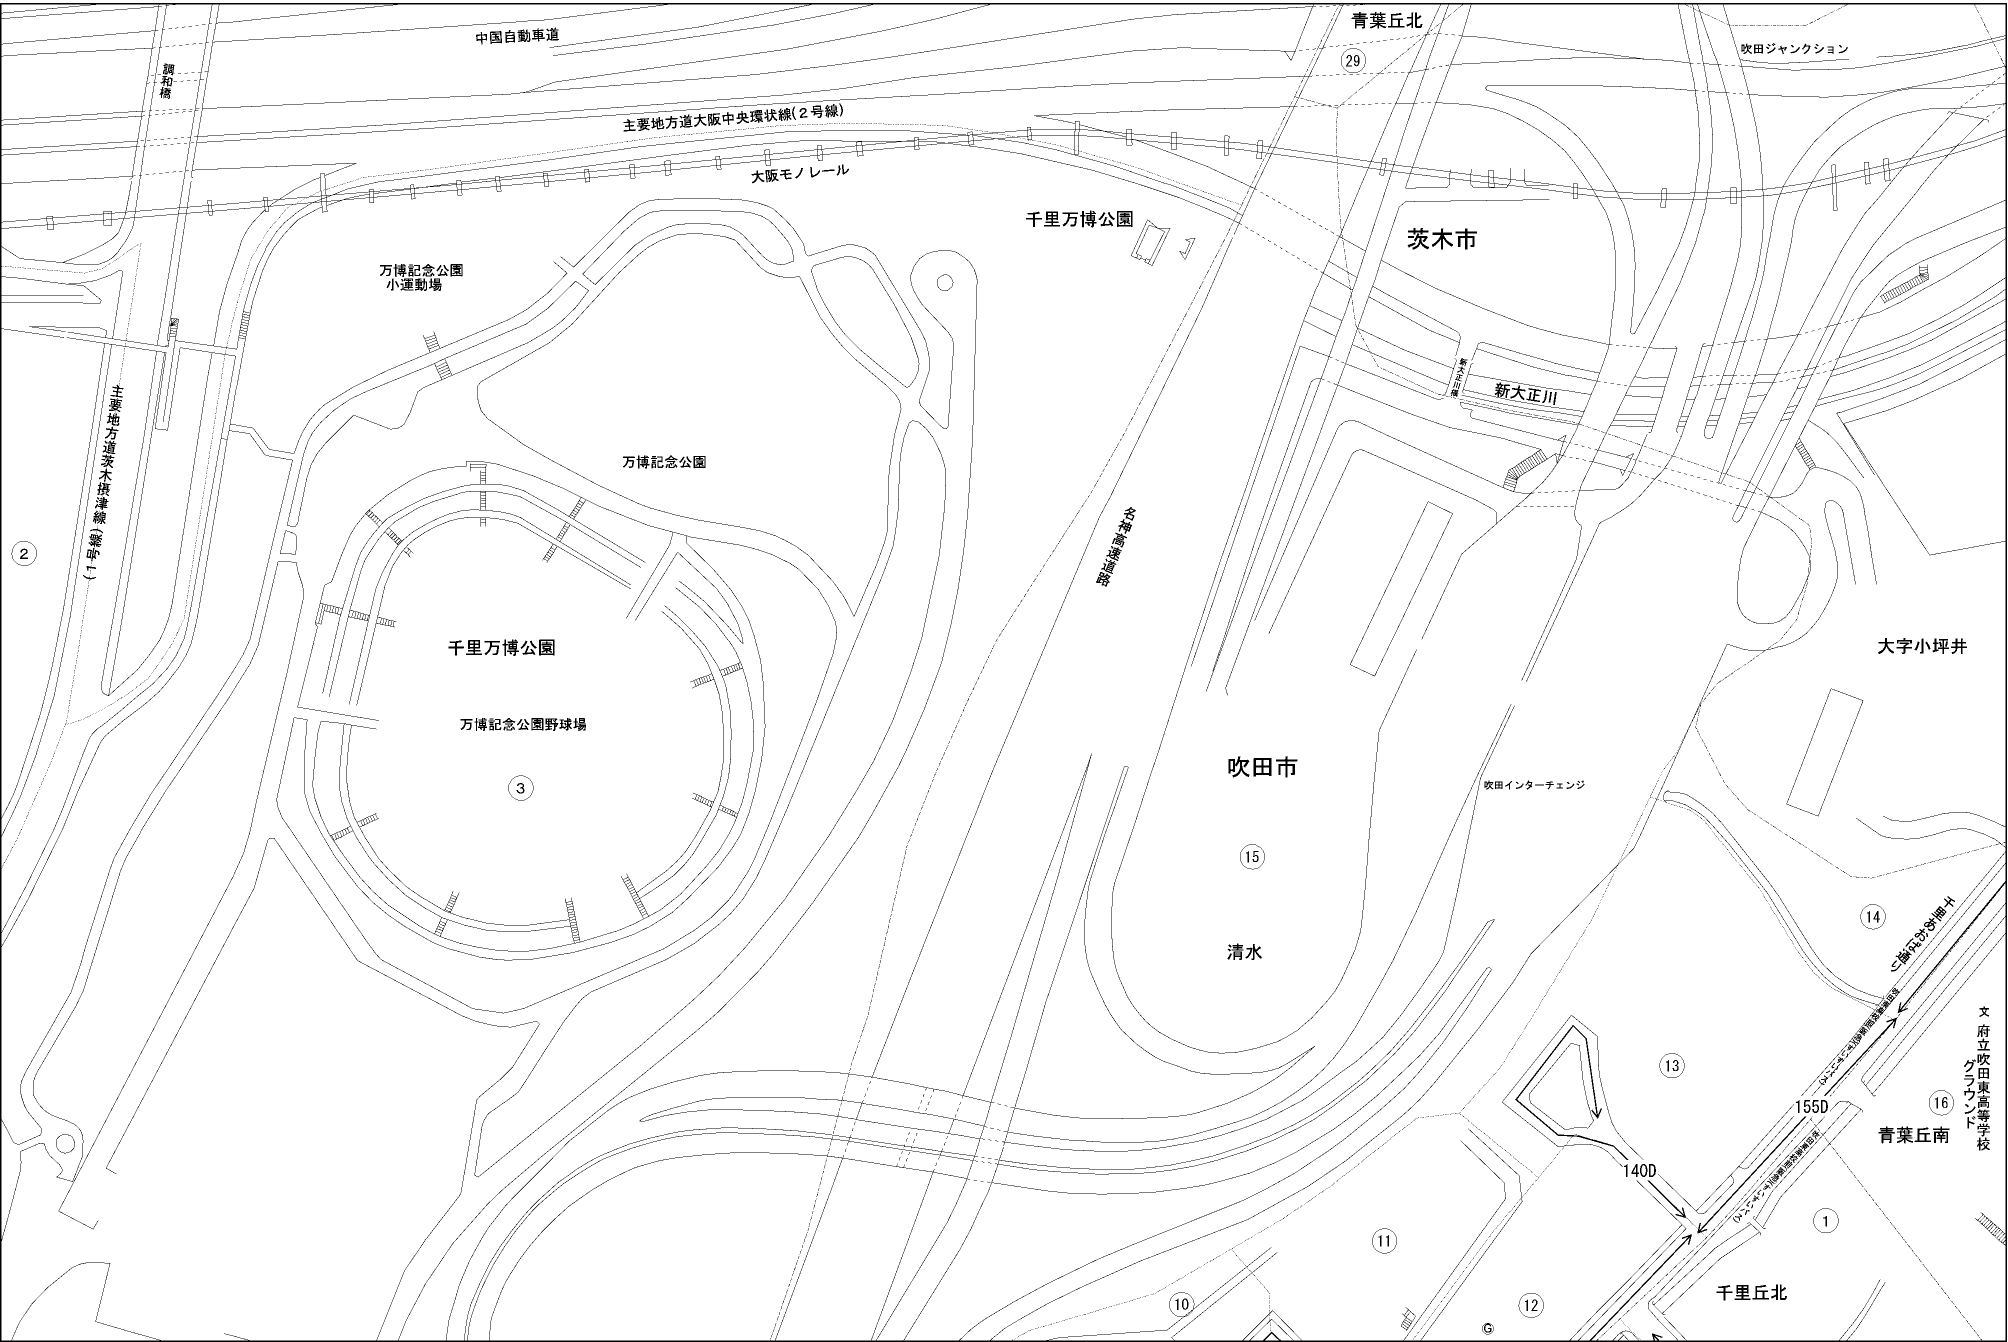 中国自動車道
青葉丘北
29
吹田ジャンクション
調和橋
主要地方道大阪中央環状線(２号線)
大阪モノレール
千里万博公園
茨木市
万博記念公園
小運動場
主要地方道茨木摂津線
(１号線)
新大正川橋
新大正川
万博記念公園
名神高速道路
2
千里万博公園
大字小坪井
万博記念公園野球場
3
吹田市
吹田インターチェンジ
15
清水
14
千里あおば通り
文 府立吹田東高等学校
グラウンド
13
16
155D
青葉丘南
140D
1
11
千里丘北
10
12
G